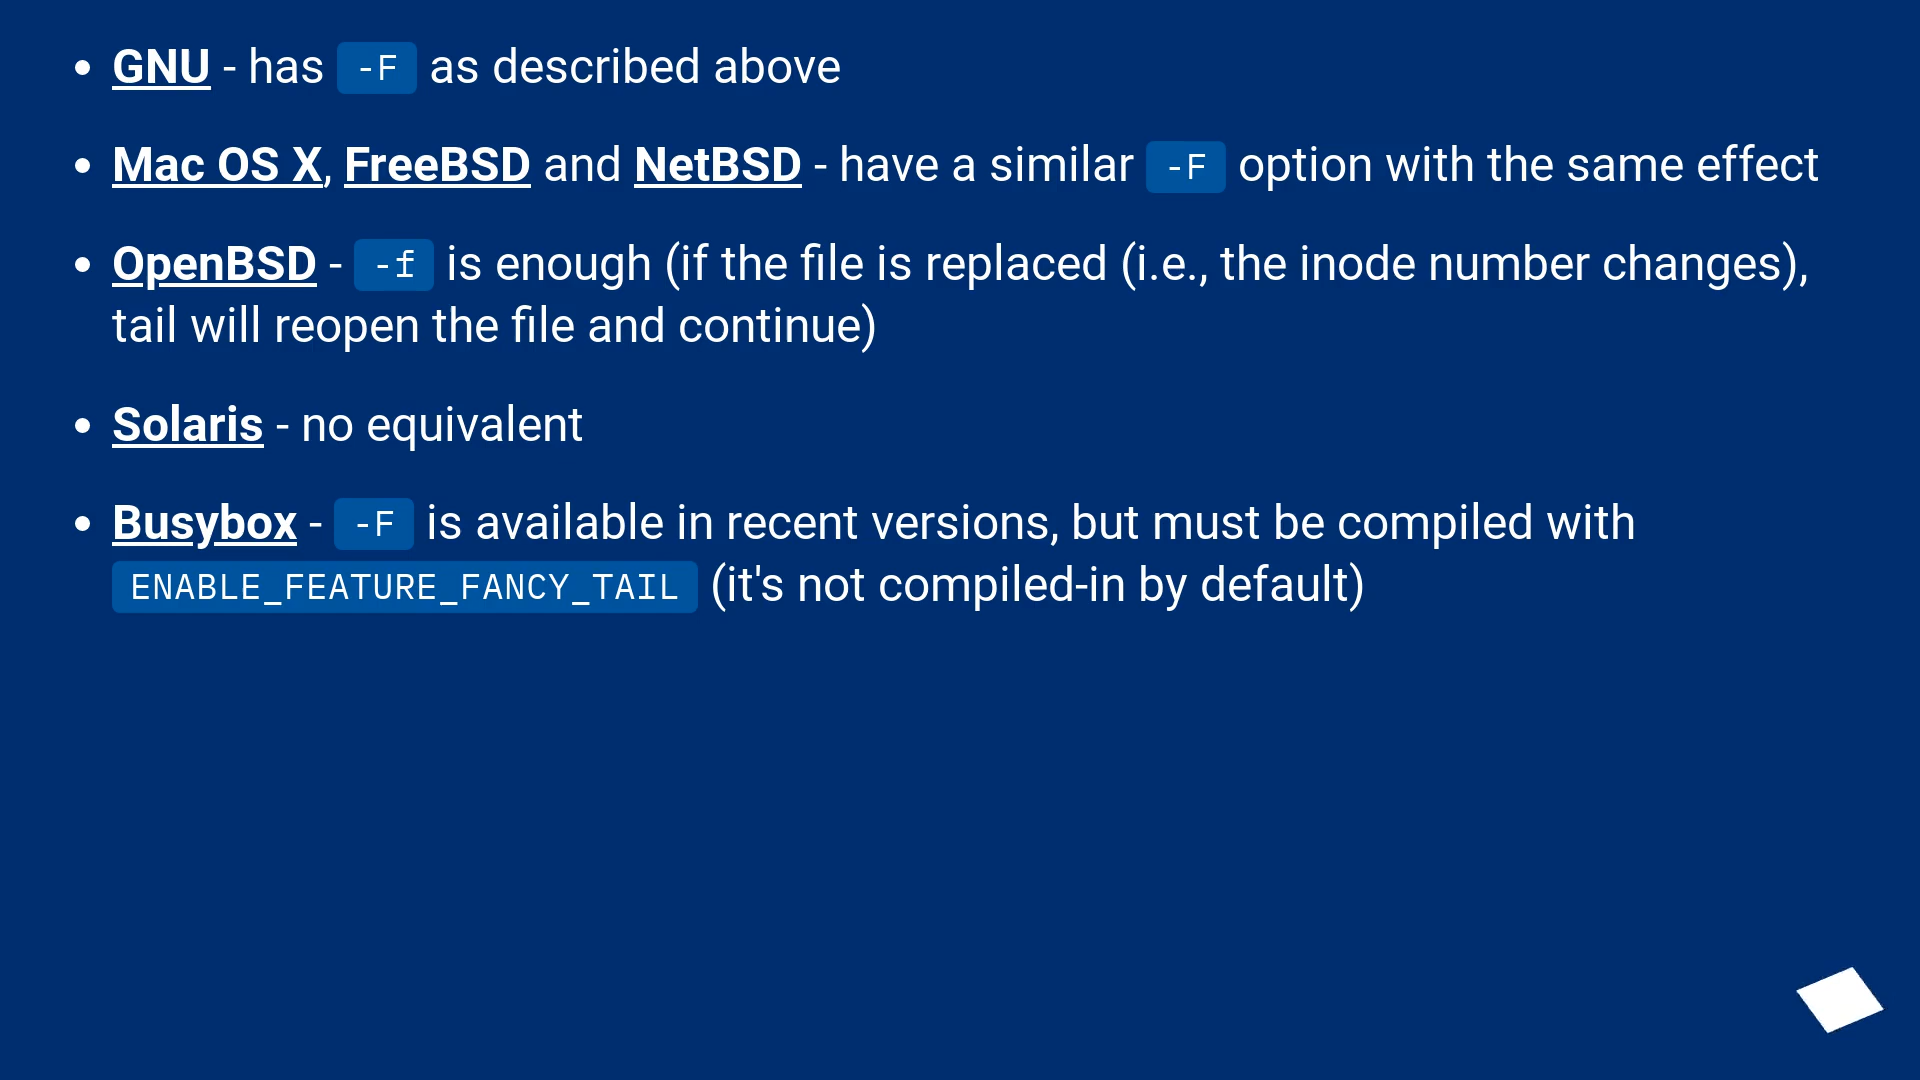 • GNU - has -F as described above
• Mac OS X, FreeBSD and NetBSD - have a similar -F option with the same effect
• OpenBSD - -f is enough (if the file is replaced (i.e., the inode number changes),
tail will reopen the file and continue)
• Solaris - no equivalent
• Busybox - -F is available in recent versions, but must be compiled with
ENABLE_FEATURE_FANCY_TAIL (it's not compiled-in by default)